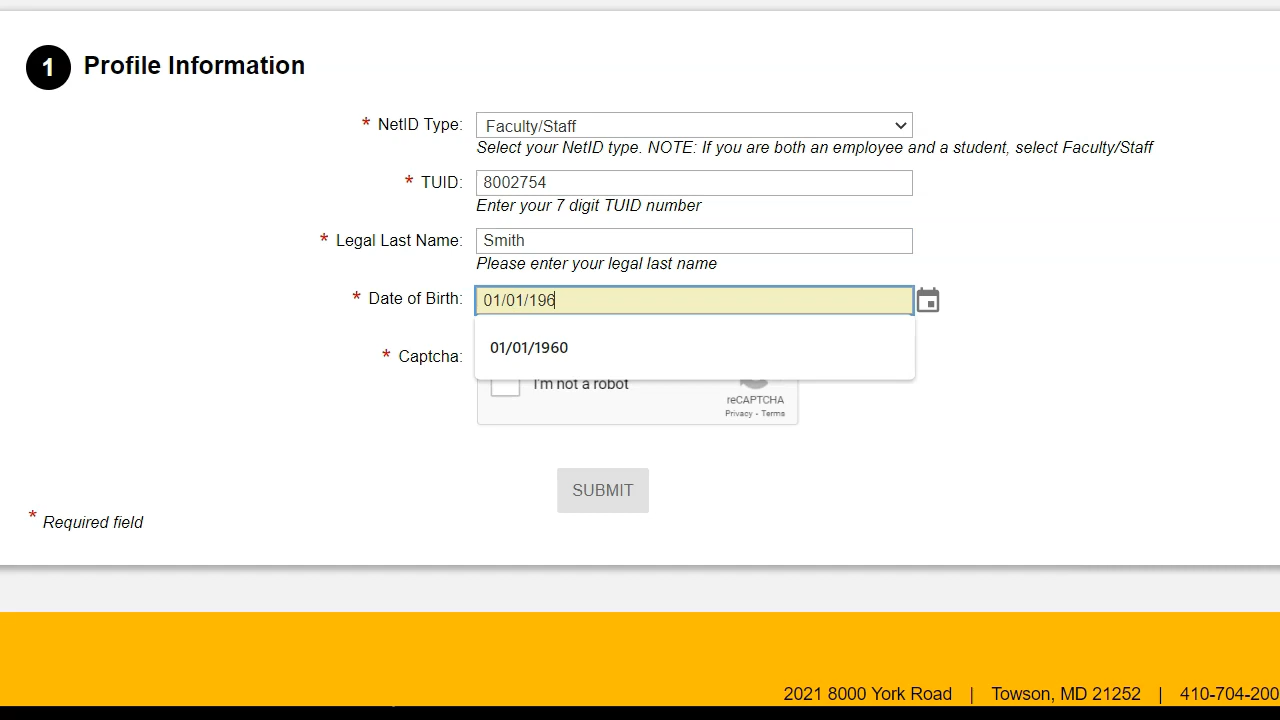 1 Profile Information
* NetID Type: Faculty/Staff
Select your NetID type. NOTE: If you are both an employee and a student, select Faculty/Staff
* TUID: 8002754
Enter your 7 digit TUID number
* Legal Last Name: Smith
Please enter your legal last name
* Date of Birth: 01/01/196
01/01/1960
* Captcha:
I'm not a robot
reCAPTCHA
Privacy - Terms
SUBMIT
* Required field
2021 8000 York Road | Towson, MD 21252 | 410-704-200